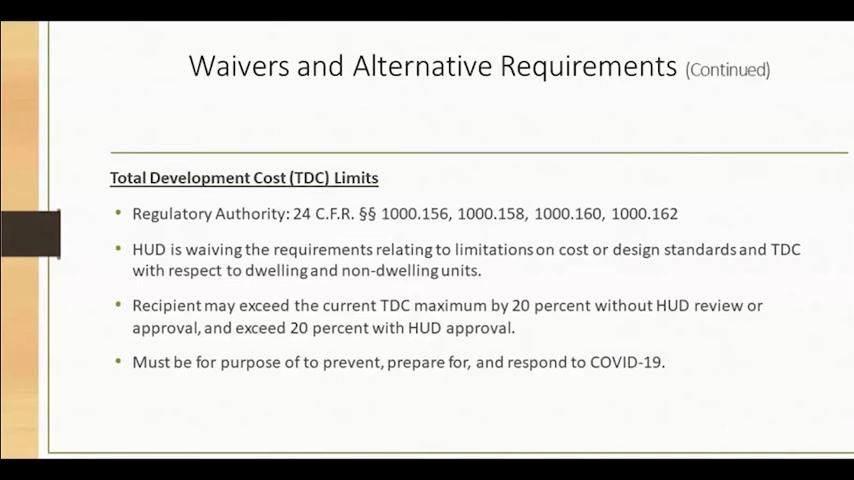 Waivers and Alternative Requirements (Continued)
Total Development Cost (TDC) Limits
• Regulatory Authority: 24 C.F.R. §§ 1000.156, 1000.158, 1000.160, 1000.162
• HUD is waiving the requirements relating to limitations on cost or design standards and TDC
with respect to dwelling and non-dwelling units.
• Recipient may exceed the current TDC maximum by 20 percent without HUD review or
approval, and exceed 20 percent with HUD approval.
• Must be for purpose of to prevent, prepare for, and respond to COVID-19.